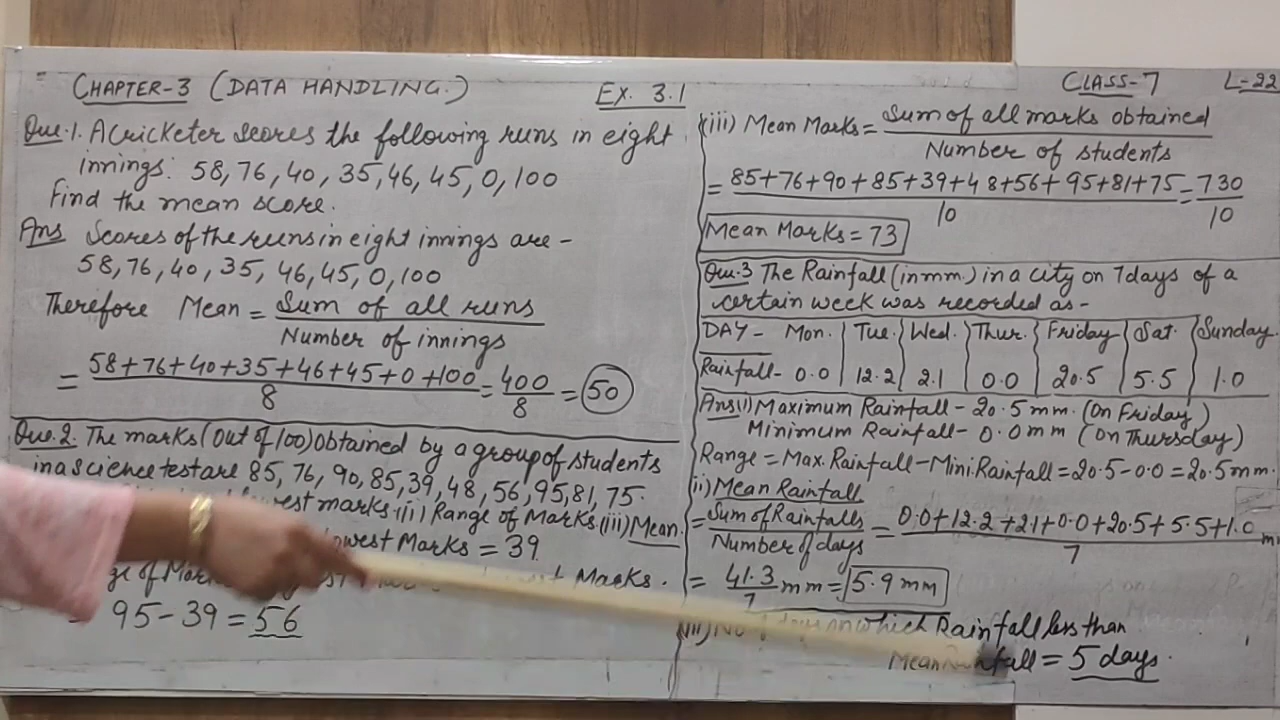 CHAPTER-3 (DATA HANDLING.)
EX. 3.1
CLASS-7
L-22
Que.1. A Cricketer scores the following runs in eight
innings: 58, 76, 40, 35, 46, 45, 0, 100
Find the mean score.
Ans Scores of the runs in eight innings are -
58, 76, 40, 35, 46, 45, 0, 100
Therefore Mean = Sum of all runs
Number of innings
= 58+76+40+35+46+45+0+100 = 400 = 50
8 8
Que.2. The marks (out of 100) obtained by a group of students
in a science test are 85, 76, 90, 85, 39, 48, 56, 95, 81, 75.
marks. (ii) Range of Marks (iii) Mean.
Marks = 39
Marks.
95-39 = 56
(iii) Mean Marks = Sum of all marks obtained
Number of students
= 85+76+90+85+39+48+56+95+81+75 = 730
10 10
Mean Marks = 73
Que.3 The Rainfall (in mm.) in a city on 7 days of a
certain week was recorded as -
DAY - Mon. Tue. Wed. Thur. Friday Sat. Sunday
Rainfall - 0.0 12.2 2.1 0.0 20.5 5.5 1.0
Ans (i) Maximum Rainfall - 20.5 mm. (On Friday)
Minimum Rainfall - 0.0 mm (On Thursday)
Range = Max. Rainfall - Mini. Rainfall = 20.5 - 0.0 = 20.5 mm.
(ii) Mean Rainfall
= Sum of Rainfalls = 0.0+12.2+2.1+0.0+20.5+5.5+1.0
Number of days 7
= 41.3 mm = 5.9 mm
7
which Rainfall less than
Mean Rainfall = 5 days.